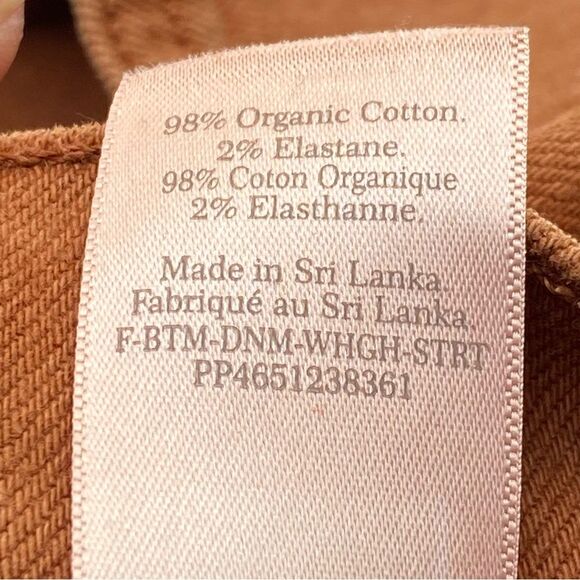 98% Organic Cotton.
2% Elastane.
98% Coton Organique
2% Elasthanne.
Made in Sri Lanka
Fabriqué au Sri Lanka
F-BTM-DNM-WHGH-STRT
PP4651238361